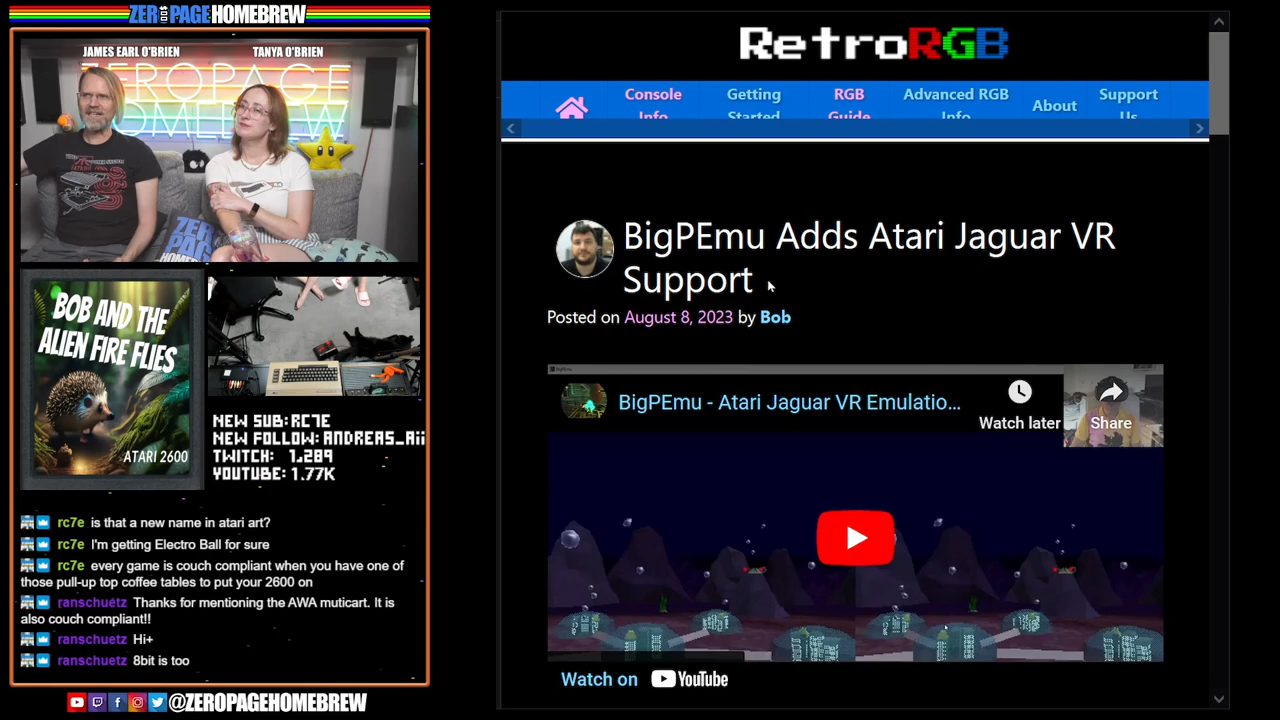 ZEROPAGE HOMEBREW
JAMES EARL O'BRIEN
TANYA O'BRIEN
ZEROPAGE
HOMEBREW
BOB AND THE
ALIEN FIRE FLIES
ATARI 2600
NEW SUB: RC7E
NEW FOLLOW: ANDREAS_AII
TWITCH: 1,289
YOUTUBE: 1.77K
rc7e is that a new name in atari art?
rc7e I'm getting Electro Ball for sure
rc7e every game is couch compliant when you have one of
those pull-up top coffee tables to put your 2600 on
ranschuetz Thanks for mentioning the AWA muticart. It is
also couch compliant!!
ranschuetz Hi+
ranschuetz 8bit is too
@ZEROPAGEHOMEBREW
RetroRGB
Console Info
Getting Started
RGB Guide
Advanced RGB Info
About
Support Us
BigPEmu Adds Atari Jaguar VR
Support
Posted on August 8, 2023 by Bob
BigPEmu
BigPEmu - Atari Jaguar VR Emulatio...
Watch later
Share
Watch on YouTube